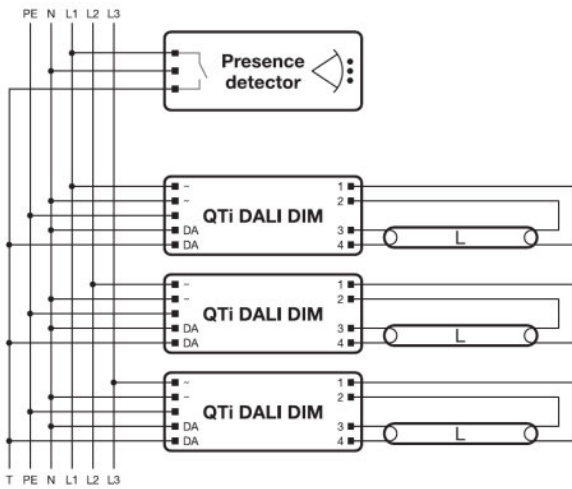 PE N L1 L2 L3
Presence
detector
~ 1
~ 2
QTi DALI DIM
DA 3 L
DA 4
~ 1
~ 2
QTi DALI DIM
DA 3 L
DA 4
~ 1
~ 2
QTi DALI DIM
DA 3 L
DA 4
T PE N L1 L2 L3